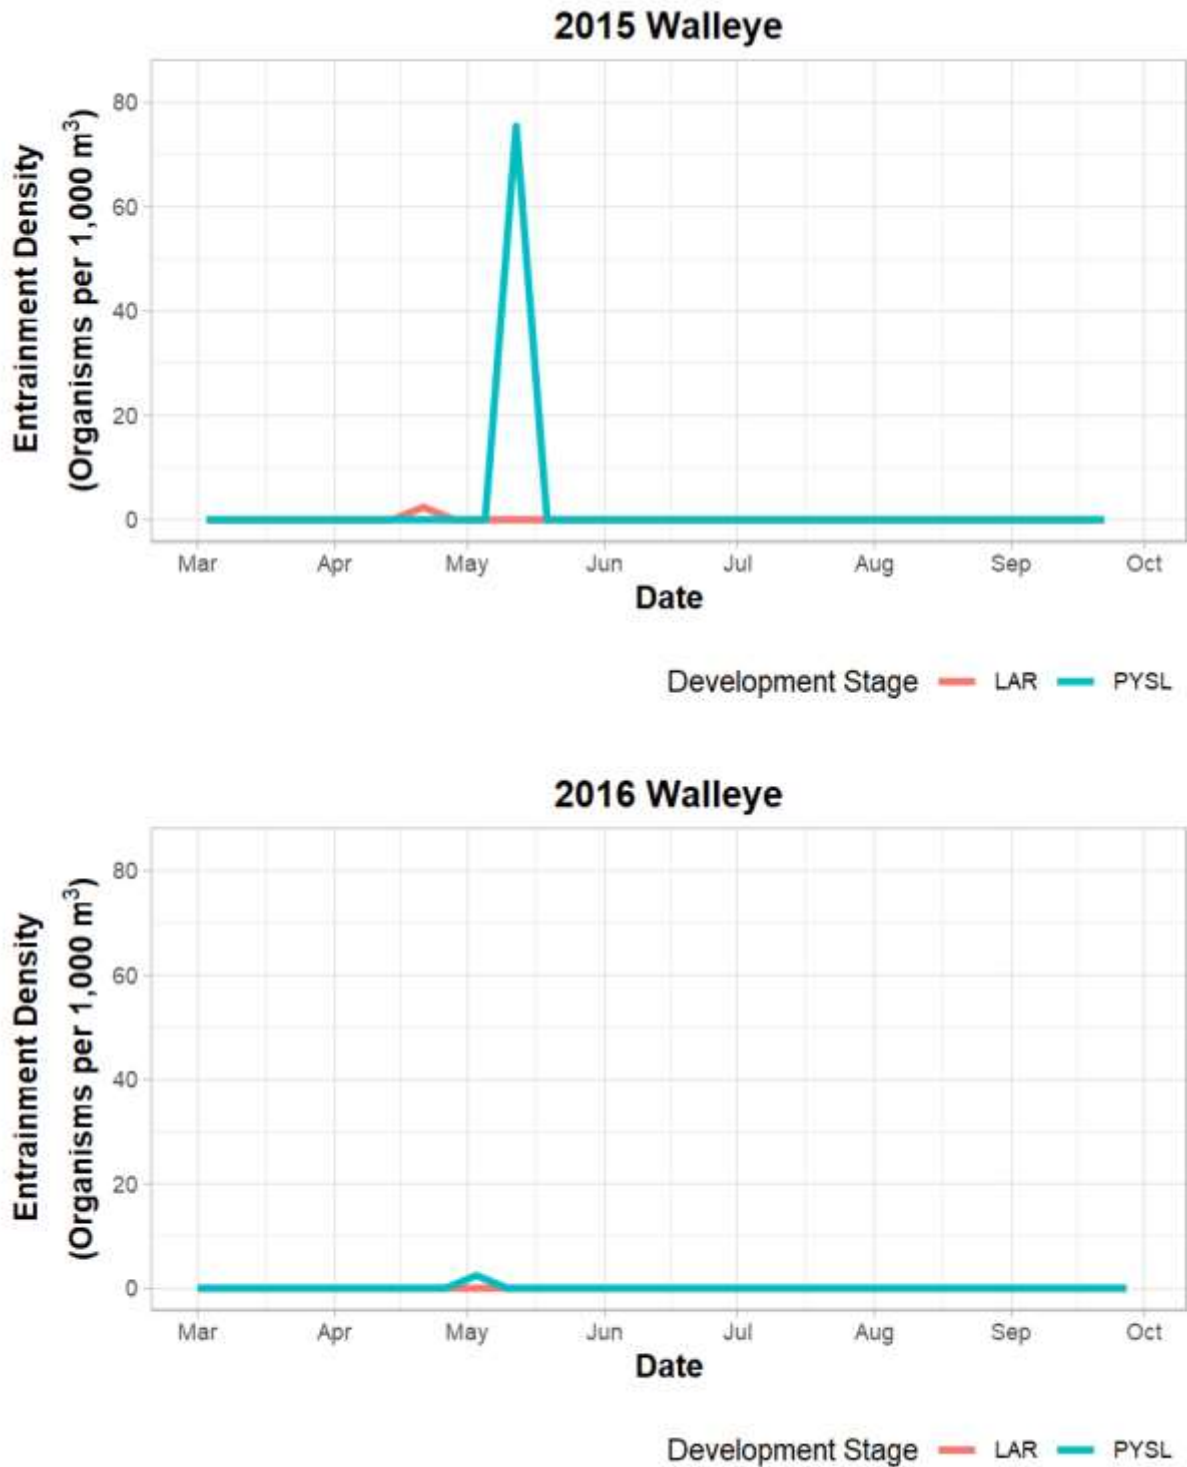 2015 Walleye
Entrainment Density
(Organisms per 1,000 m³)
80
60
40
20
0
Mar Apr May Jun Jul Aug Sep Oct
Date
Development Stage LAR PYSL
2016 Walleye
Entrainment Density
(Organisms per 1,000 m³)
80
60
40
20
0
Mar Apr May Jun Jul Aug Sep Oct
Date
Development Stage LAR PYSL